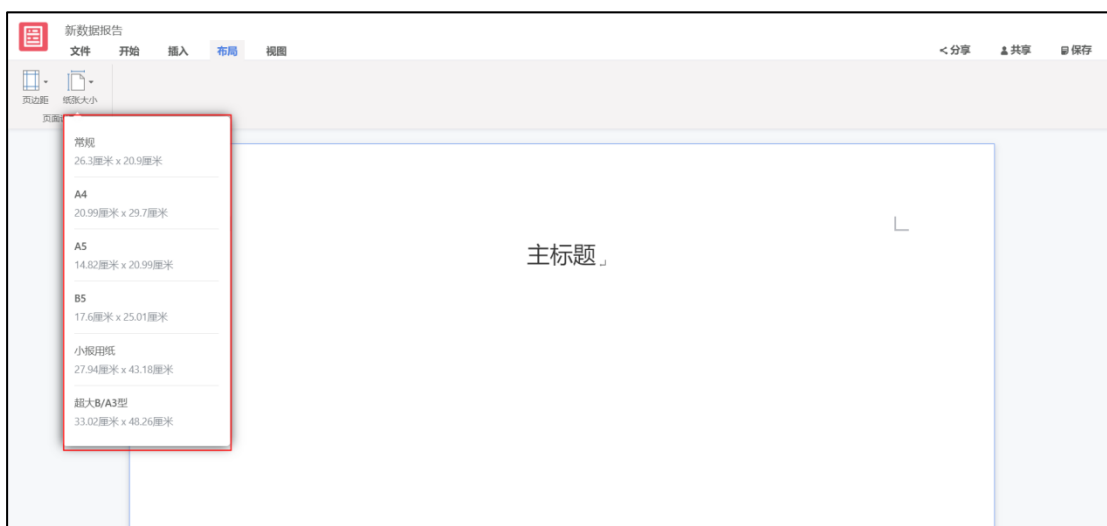 新数据报告
文件 开始 插入 布局 视图 分享 共享 保存
页边距 纸张大小
常规
26.3厘米 x 20.9厘米
A4
20.99厘米 x 29.7厘米
A5
14.82厘米 x 20.99厘米
B5
17.6厘米 x 25.01厘米
小报用纸
27.94厘米 x 43.18厘米
超大B/A3型
33.02厘米 x 48.26厘米
主标题